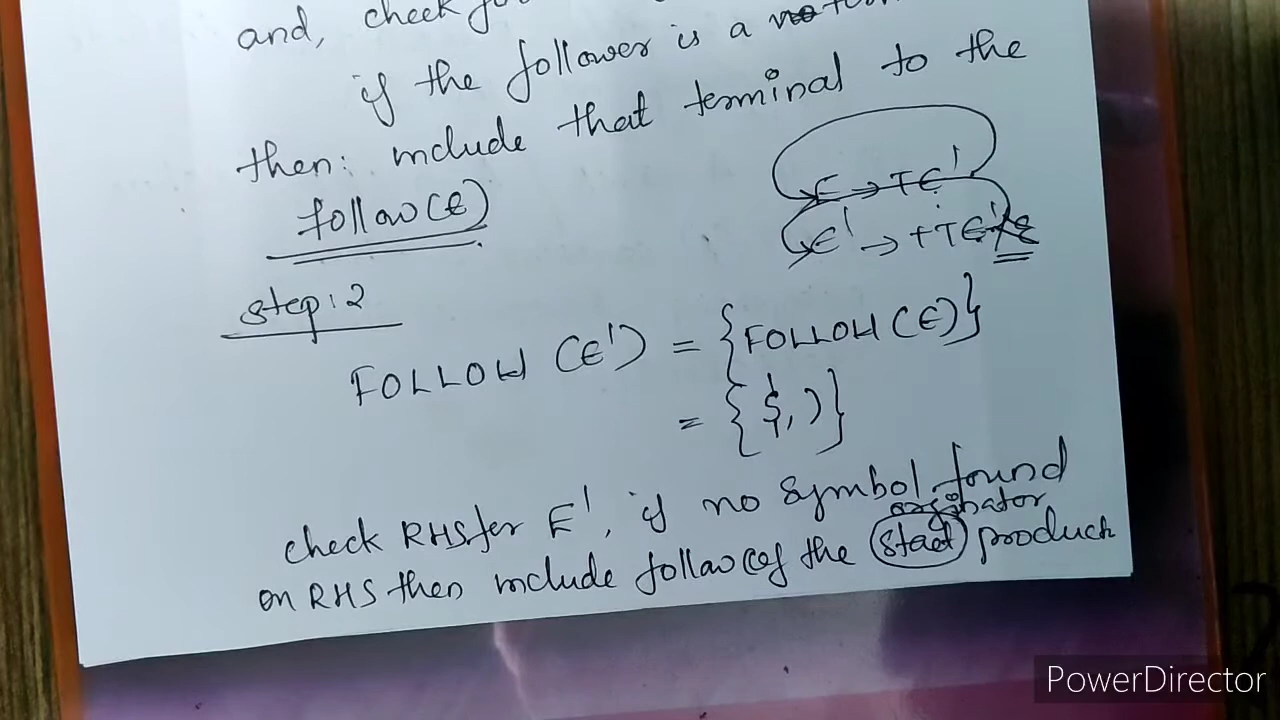 and, check for
if the follower is a
then: include that terminal to the
follow(E)
E → TE'
E' → +TE'/ε
step: 2
FOLLOW (E') = {FOLLOW (E)}
= {$, )}
check RHS for E', if no symbol found
originator
on RHS then include follow(of the start product
PowerDirector